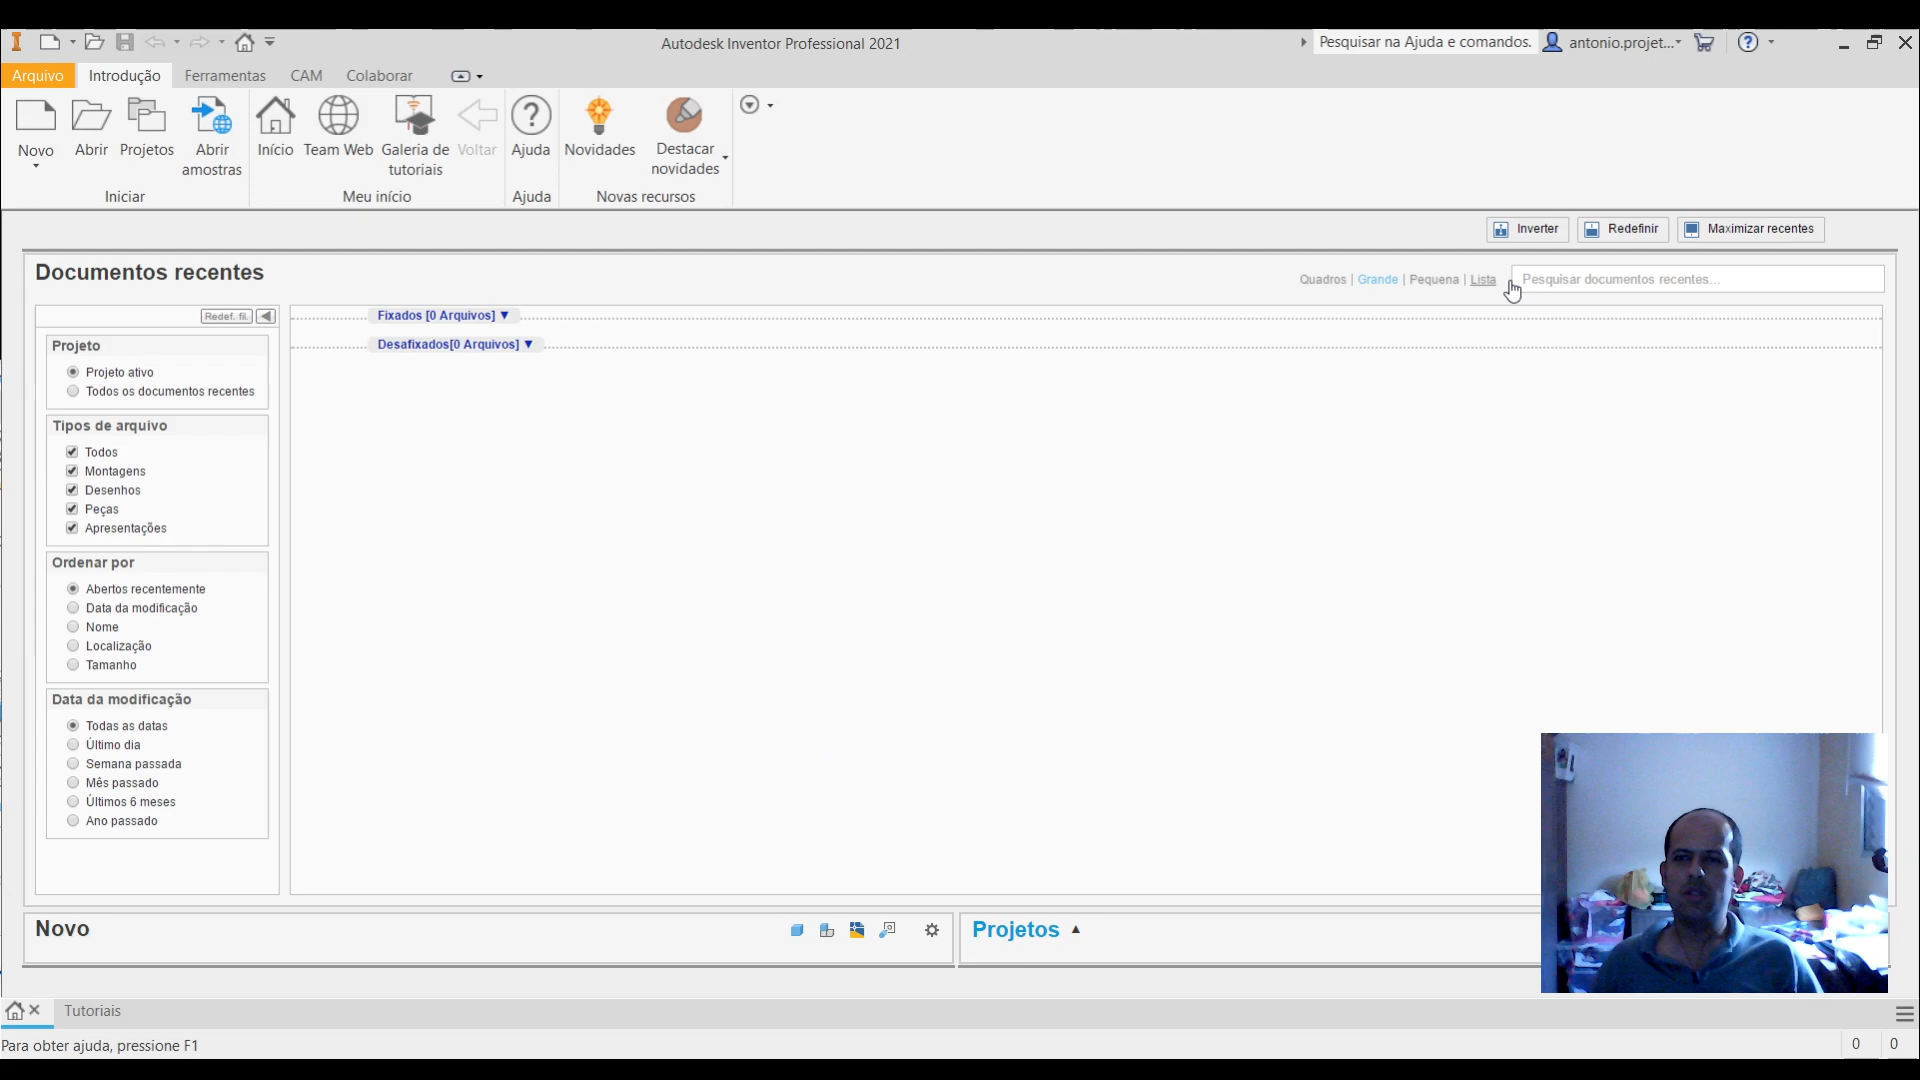 Autodesk Inventor Professional 2021
Pesquisar na Ajuda e comandos.
antonio.projet...
Arquivo
Introdução
Ferramentas
CAM
Colaborar
Novo
Abrir
Projetos
Abrir
amostras
Início
Team Web
Galeria de
tutoriais
Voltar
Ajuda
Novidades
Destacar
novidades
Iniciar
Meu início
Ajuda
Novas recursos
Inverter
Redefinir
Maximizar recentes
Documentos recentes
Quadros | Grande | Pequena | Lista
Pesquisar documentos recentes...
Redef. fil.
Fixados [0 Arquivos] ▼
Desafixados[0 Arquivos] ▼
Projeto
Projeto ativo
Todos os documentos recentes
Tipos de arquivo
Todos
Montagens
Desenhos
Peças
Apresentações
Ordenar por
Abertos recentemente
Data da modificação
Nome
Localização
Tamanho
Data da modificação
Todas as datas
Último dia
Semana passada
Mês passado
Últimos 6 meses
Ano passado
Novo
Projetos ▲
Tutoriais
Para obter ajuda, pressione F1
0 0